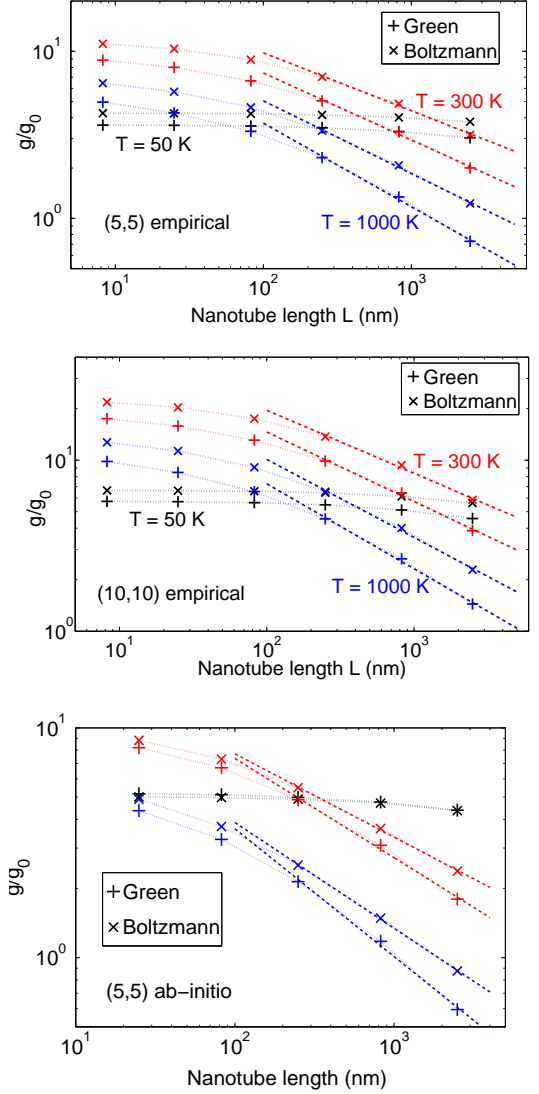 10^1
10^0
g/g_0
+ Green
× Boltzmann
T = 300 K
T = 50 K
T = 1000 K
(5,5) empirical
10^1 10^2 10^3
Nanotube length L (nm)
10^1
10^0
g/g_0
+ Green
× Boltzmann
T = 300 K
T = 50 K
T = 1000 K
(10,10) empirical
10^1 10^2 10^3
Nanotube length L (nm)
10^1
10^0
g/g_0
+ Green
× Boltzmann
(5,5) ab−initio
10^1 10^2 10^3
Nanotube length (nm)